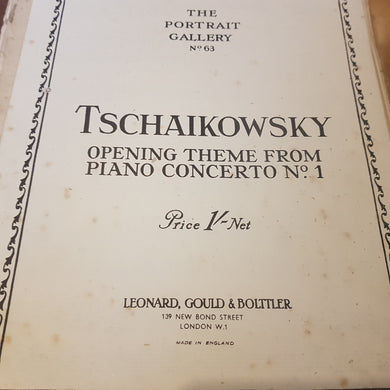 THE
PORTRAIT
GALLERY
No 63
TSCHAIKOWSKY
OPENING THEME FROM
PIANO CONCERTO No. 1
Price 1/- Net
LEONARD, GOULD & BOLTTLER
139 NEW BOND STREET
LONDON W.1
MADE IN ENGLAND